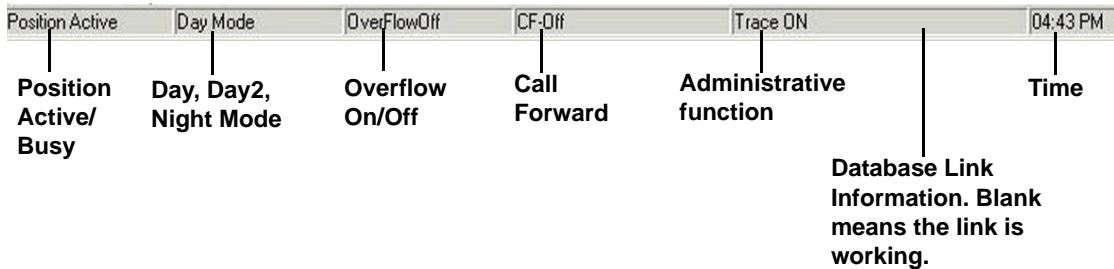 Position Active Day Mode OverFlowOff CF-Off Trace ON 04:43 PM
Position
Active/
Busy
Day, Day2,
Night Mode
Overflow
On/Off
Call
Forward
Administrative
function
Database Link
Information. Blank
means the link is
working.
Time